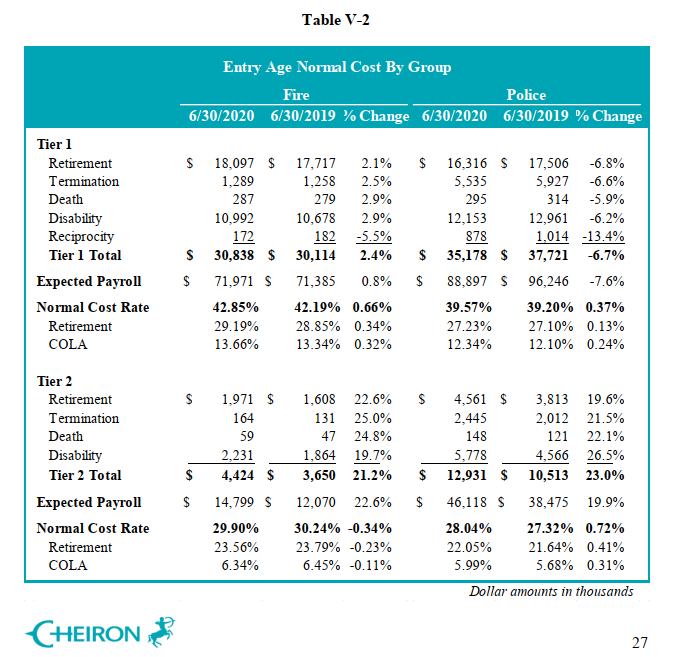 Table V-2
Entry Age Normal Cost By Group
Fire Police
6/30/2020 6/30/2019 % Change 6/30/2020 6/30/2019 % Change
Tier 1
Retirement $ 18,097 $ 17,717 2.1% $ 16,316 $ 17,506 -6.8%
Termination 1,289 1,258 2.5% 5,535 5,927 -6.6%
Death 287 279 2.9% 295 314 -5.9%
Disability 10,992 10,678 2.9% 12,153 12,961 -6.2%
Reciprocity 172 182 -5.5% 878 1,014 -13.4%
Tier 1 Total $ 30,838 $ 30,114 2.4% $ 35,178 $ 37,721 -6.7%
Expected Payroll $ 71,971 $ 71,385 0.8% $ 88,897 $ 96,246 -7.6%
Normal Cost Rate 42.85% 42.19% 0.66% 39.57% 39.20% 0.37%
Retirement 29.19% 28.85% 0.34% 27.23% 27.10% 0.13%
COLA 13.66% 13.34% 0.32% 12.34% 12.10% 0.24%
Tier 2
Retirement $ 1,971 $ 1,608 22.6% $ 4,561 $ 3,813 19.6%
Termination 164 131 25.0% 2,445 2,012 21.5%
Death 59 47 24.8% 148 121 22.1%
Disability 2,231 1,864 19.7% 5,778 4,566 26.5%
Tier 2 Total $ 4,424 $ 3,650 21.2% $ 12,931 $ 10,513 23.0%
Expected Payroll $ 14,799 $ 12,070 22.6% $ 46,118 $ 38,475 19.9%
Normal Cost Rate 29.90% 30.24% -0.34% 28.04% 27.32% 0.72%
Retirement 23.56% 23.79% -0.23% 22.05% 21.64% 0.41%
COLA 6.34% 6.45% -0.11% 5.99% 5.68% 0.31%
Dollar amounts in thousands
CHEIRON
27